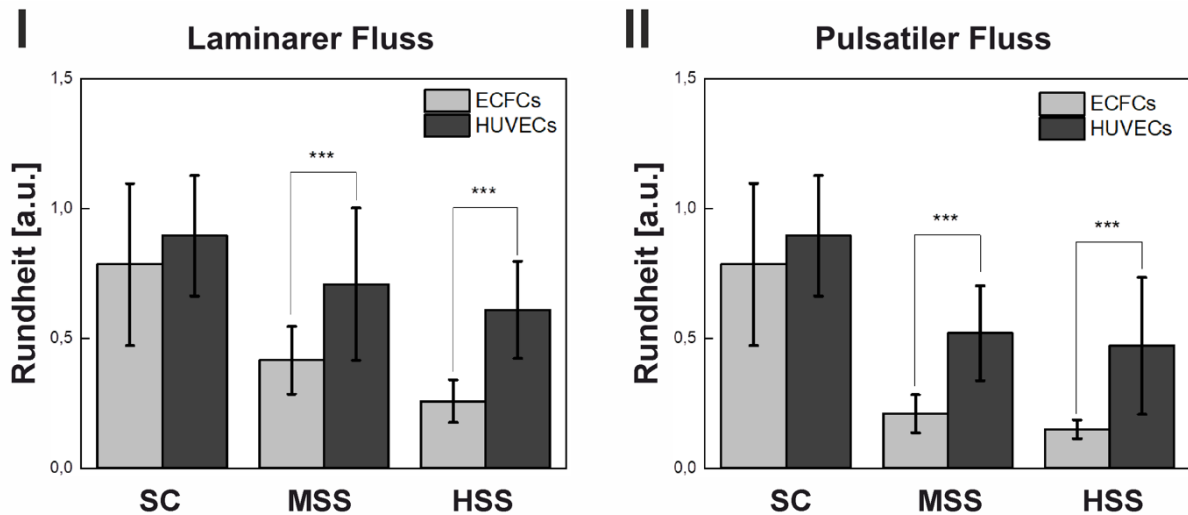 I
Laminarer Fluss
1,5
1,0
0,5
0,0
Rundheit [a.u.]
ECFCs
HUVECs
***
***
SC
MSS
HSS
II
Pulsatiler Fluss
1,5
1,0
0,5
0,0
Rundheit [a.u.]
ECFCs
HUVECs
***
***
SC
MSS
HSS